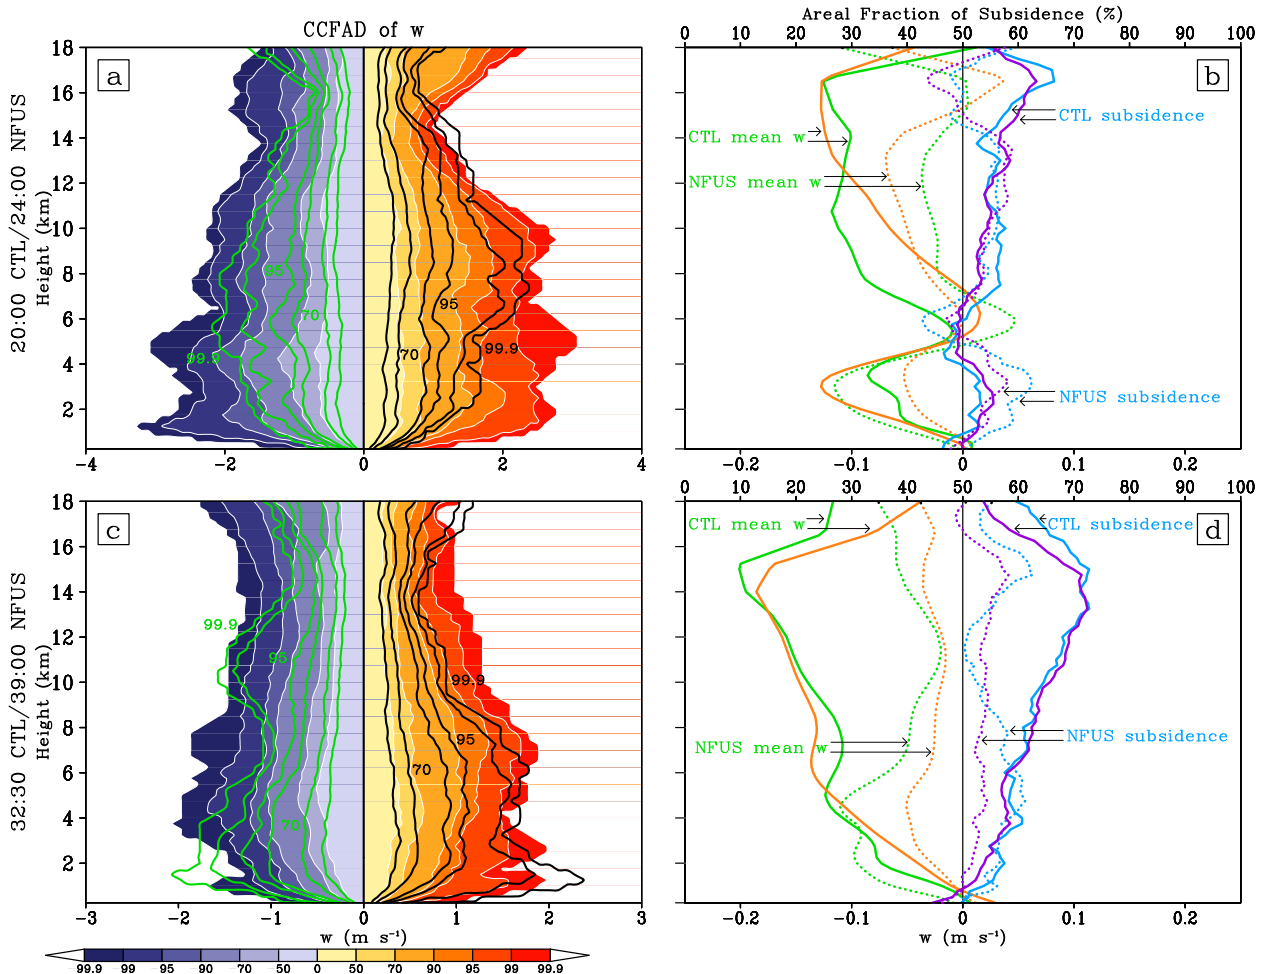 CCFAD of w
Areal Fraction of Subsidence (%)
0 10 20 30 40 50 60 70 80 90 100
20:00 CTL/24:00 NFUS
Height (km)
18
16
14
12
10
8
6
4
2
a
95
70
99.9
95
70
99.9
-4 -2 0 2 4
b
CTL mean w
NFUS mean w
CTL subsidence
NFUS subsidence
-0.2 -0.1 0 0.1 0.2
0 10 20 30 40 50 60 70 80 90 100
32:30 CTL/39:00 NFUS
Height (km)
18
16
14
12
10
8
6
4
2
c
99.9
95
70
99.9
95
70
-3 -2 -1 0 1 2 3
w (m s⁻¹)
d
CTL mean w
CTL subsidence
NFUS mean w
NFUS subsidence
-0.2 -0.1 0 0.1 0.2
w (m s⁻¹)
-99.9 -99 -95 -90 -70 -50 0 50 70 90 95 99 99.9